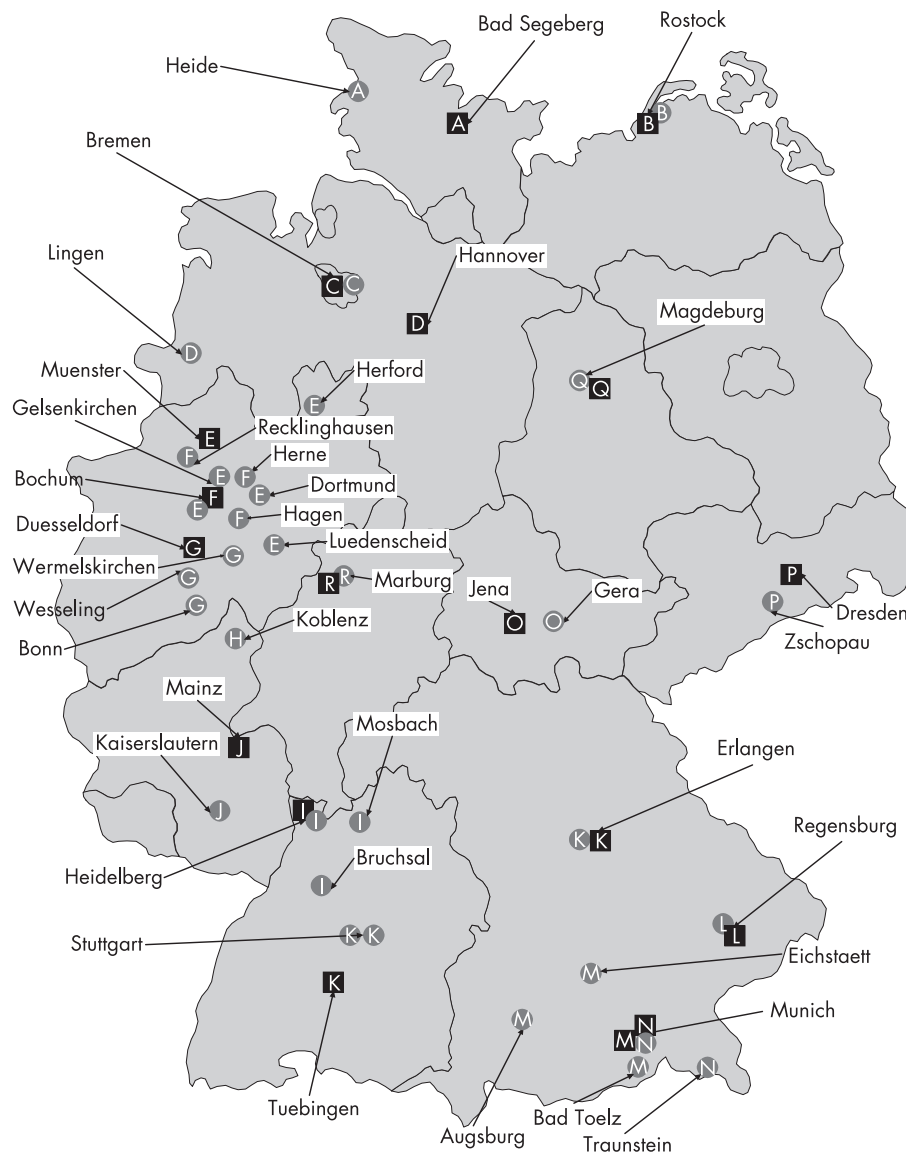 Bad Segeberg
Rostock
Heide
A
A
B
B
Bremen
Lingen
Hannover
C
C
D
Magdeburg
D
Muenster
Herford
Q
Q
Gelsenkirchen
E
Recklinghausen
E
Herne
F
Bochum
E
F
Dortmund
F
E
E
Hagen
F
Duesseldorf
Luedenscheid
G
E
Wermelskirchen
G
Marburg
Jena
Gera
P
R
R
Wesseling
G
Dresden
Bonn
G
Koblenz
O
O
P
Zschopau
H
Mainz
Mosbach
Kaiserslautern
J
Erlangen
J
I
I
I
Regensburg
K
K
Heidelberg
Bruchsal
I
Stuttgart
K
K
L
L
Eichstaett
K
M
Munich
M
N
M
N
M
N
Tuebingen
Bad Toelz
Augsburg
Traunstein